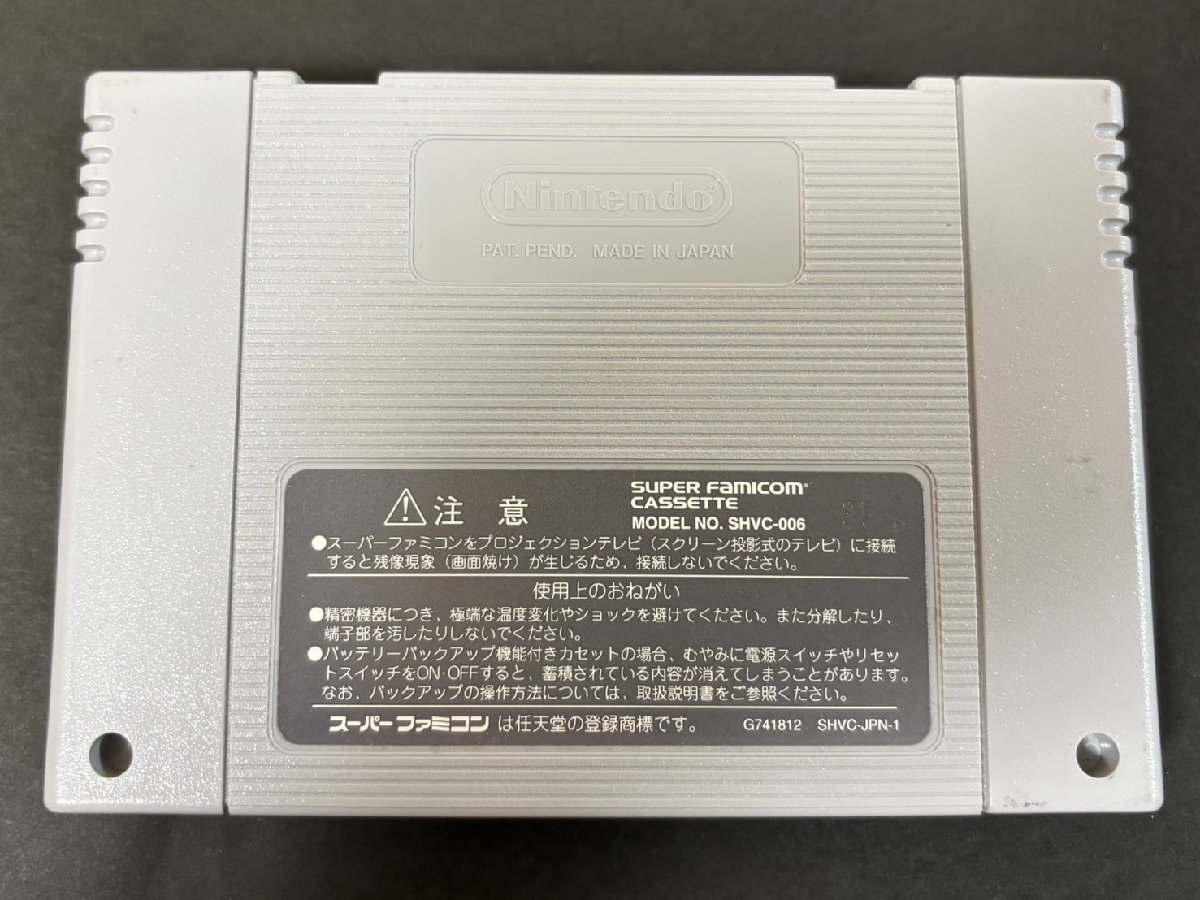 Nintendo®
PAT. PEND. MADE IN JAPAN
⚠注 意
SUPER FAMICOM
CASSETTE
MODEL NO. SHVC-006
●スーパーファミコンをプロジェクションテレビ（スクリーン投影式のテレビ）に接続
すると残像現象（画面焼け）が生じるため、接続しないでください。
使用上のおねがい
●精密機器につき、極端な温度変化やショックを避けてください。また分解したり、
端子部を汚したりしないでください。
●バッテリーバックアップ機能付きカセットの場合、むやみに電源スイッチやリセッ
トスイッチをON·OFFすると、蓄積されている内容が消えてしまうことがあります。
なお、バックアップの操作方法については、取扱説明書をご参照ください。
スーパーファミコン は任天堂の登録商標です。 G741812 SHVC-JPN-1